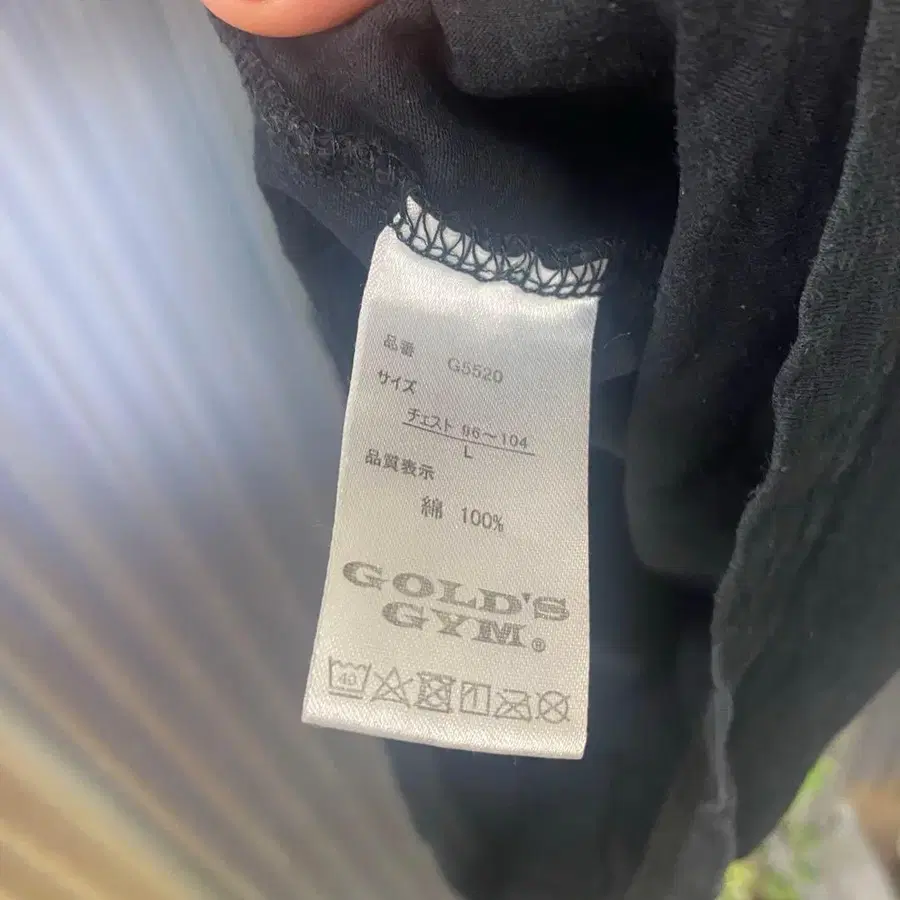 品番 G5520
サイズ
チェスト 96〜104
L
品質表示
綿 100%
GOLD'S
GYM®
40